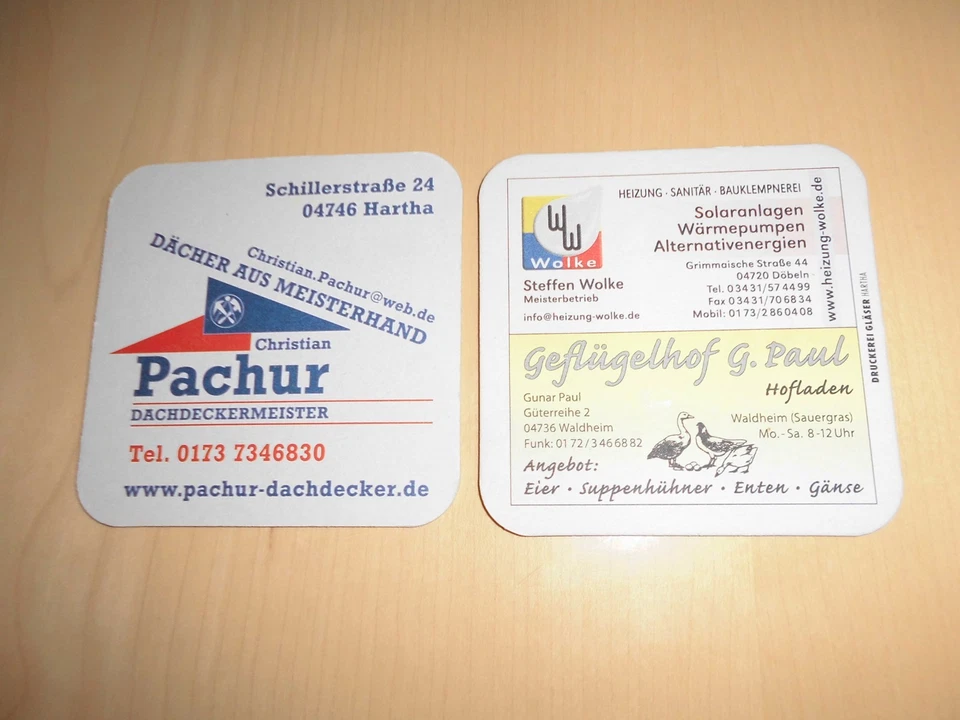 Schillerstraße 24
04746 Hartha
Christian.Pachur@web.de
DÄCHER AUS MEISTERHAND
Christian
Pachur
DACHDECKERMEISTER
Tel. 0173 7346830
www.pachur-dachdecker.de
HEIZUNG · SANITÄR · BAUKLEMPNEREI
Solaranlagen
Wärmepumpen
Alternativenergien
W W
Wolke
Steffen Wolke
Meisterbetrieb
info@heizung-wolke.de
Grimmaische Straße 44
04720 Döbeln
Tel. 03431/574499
Fax 03431/706834
Mobil: 0173/2860408
www.heizung-wolke.de
DRUCKEREI GLÄSER HARTHA
Geflügelhof G. Paul
Hofladen
Gunar Paul
Güterreihe 2
04736 Waldheim
Funk: 0172/3466882
Waldheim (Sauergras)
Mo.-Sa. 8-12 Uhr
Angebot:
Eier · Suppenhühner · Enten · Gänse